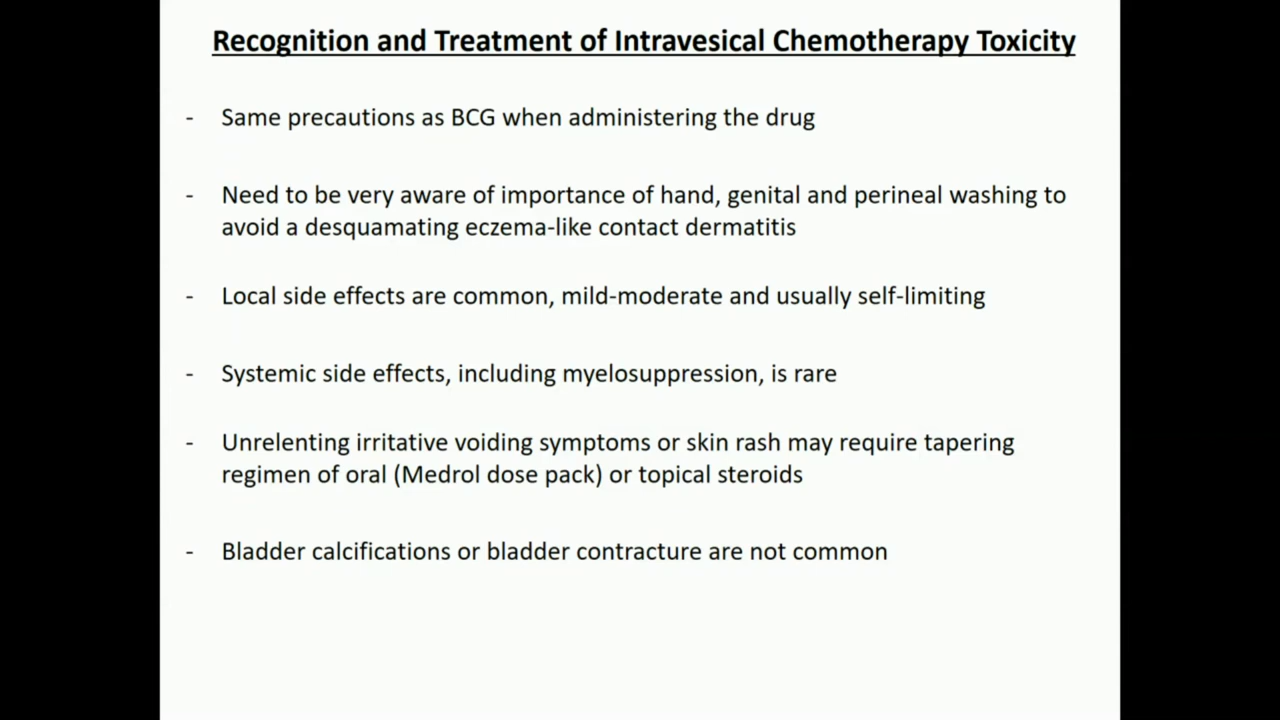 Recognition and Treatment of Intravesical Chemotherapy Toxicity
- Same precautions as BCG when administering the drug
- Need to be very aware of importance of hand, genital and perineal washing to
avoid a desquamating eczema-like contact dermatitis
- Local side effects are common, mild-moderate and usually self-limiting
- Systemic side effects, including myelosuppression, is rare
- Unrelenting irritative voiding symptoms or skin rash may require tapering
regimen of oral (Medrol dose pack) or topical steroids
- Bladder calcifications or bladder contracture are not common